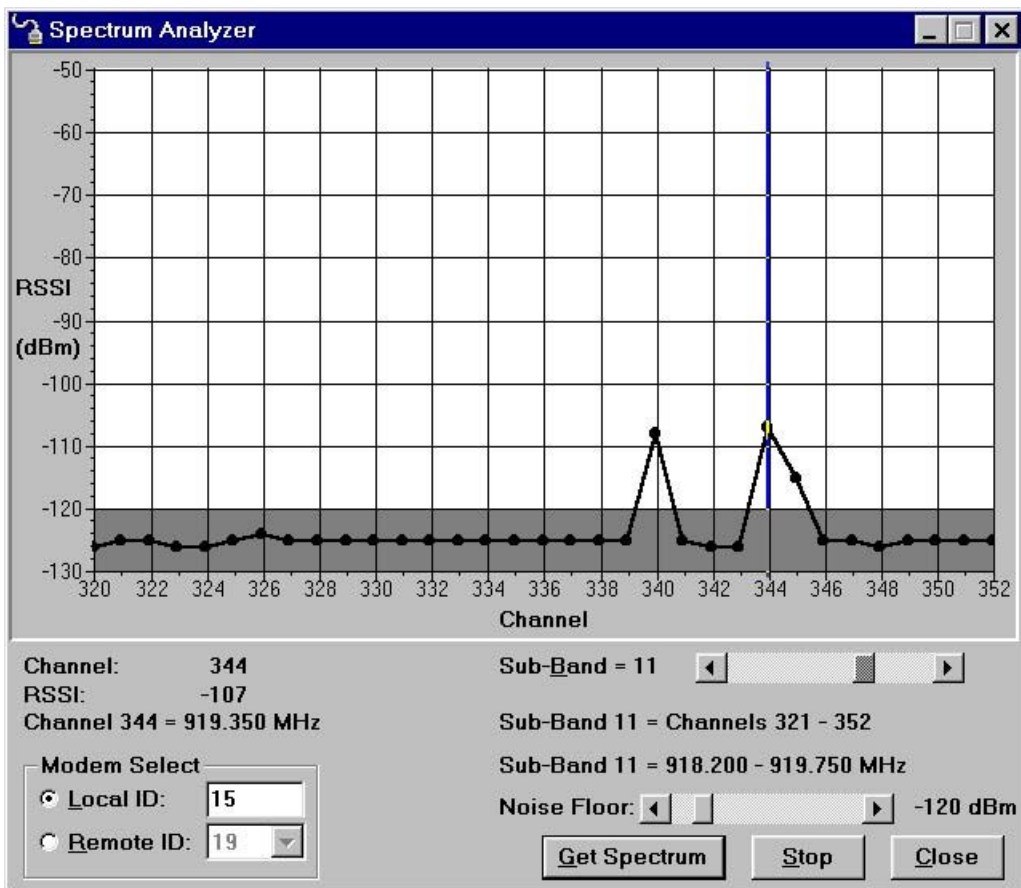 Spectrum Analyzer
-50
-60
-70
-80
RSSI
-90
(dBm)
-100
-110
-120
-130
320 322 324 326 328 330 332 334 336 338 340 342 344 346 348 350 352
Channel
Channel: 344
RSSI: -107
Channel 344 = 919.350 MHz
Modem Select
Local ID: 15
Remote ID: 19
Sub-Band = 11
Sub-Band 11 = Channels 321 - 352
Sub-Band 11 = 918.200 - 919.750 MHz
Noise Floor: -120 dBm
Get Spectrum Stop Close